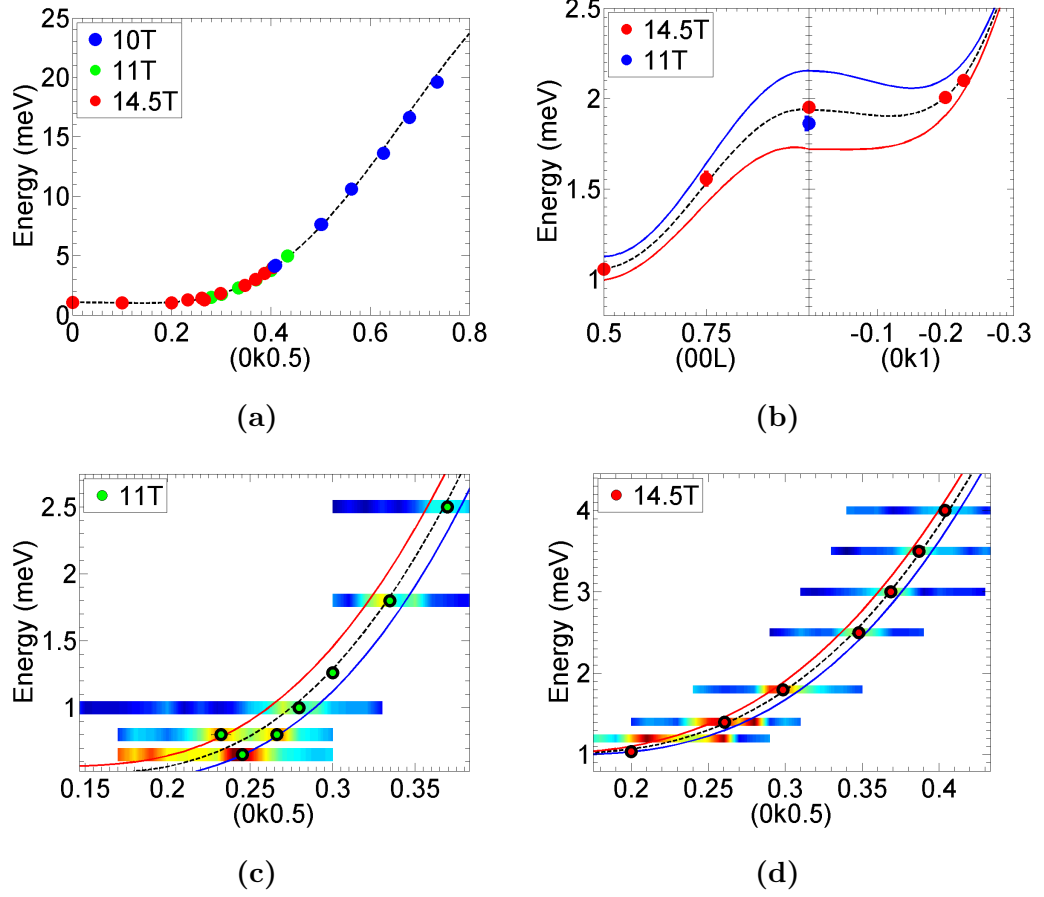 25
20
15
10
5
0
Energy (meV)
10T
11T
14.5T
0
0.2
0.4
0.6
0.8
(0k0.5)
(a)
2.5
2
1.5
1
Energy (meV)
14.5T
11T
0.5
0.75
-0.1
-0.2
-0.3
(00L)
(0k1)
(b)
2.5
2
1.5
1
Energy (meV)
11T
0.15
0.2
0.25
0.3
0.35
(0k0.5)
(c)
4
3
2
1
Energy (meV)
14.5T
0.2
0.25
0.3
0.35
0.4
(0k0.5)
(d)